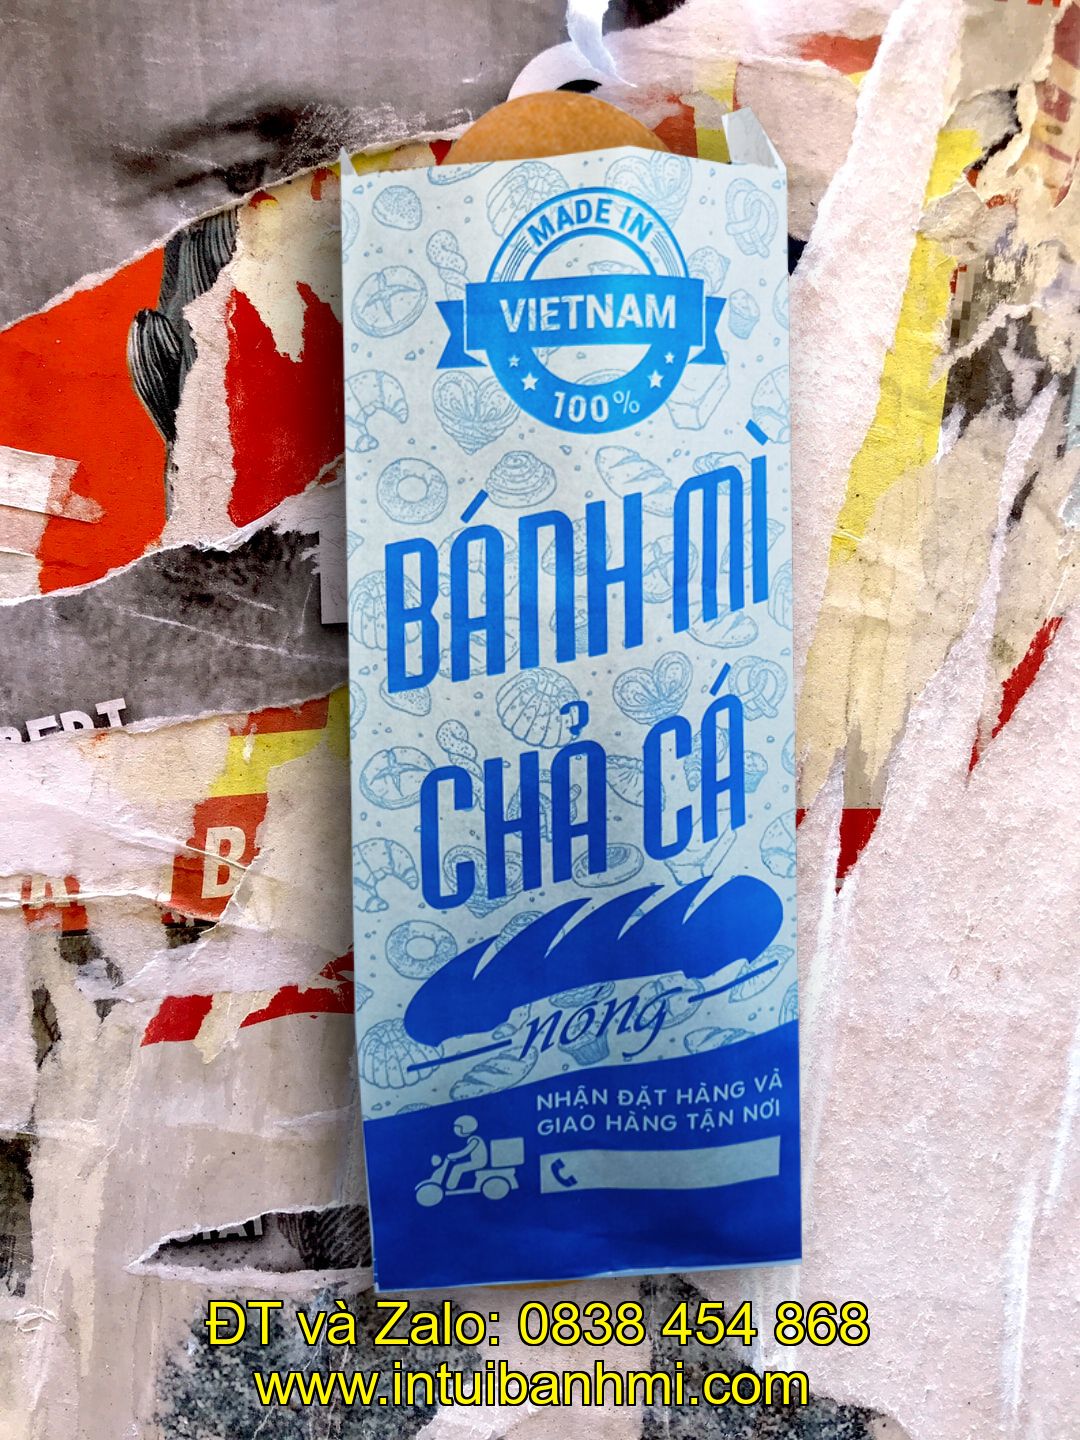 MADE IN
VIETNAM
100%
BÁNH MÌ
CHẢ CÁ
nóng
NHẬN ĐẶT HÀNG VÀ
GIAO HÀNG TẬN NƠI
B
ĐT và Zalo: 0838 454 868
www.intuibanhmi.com